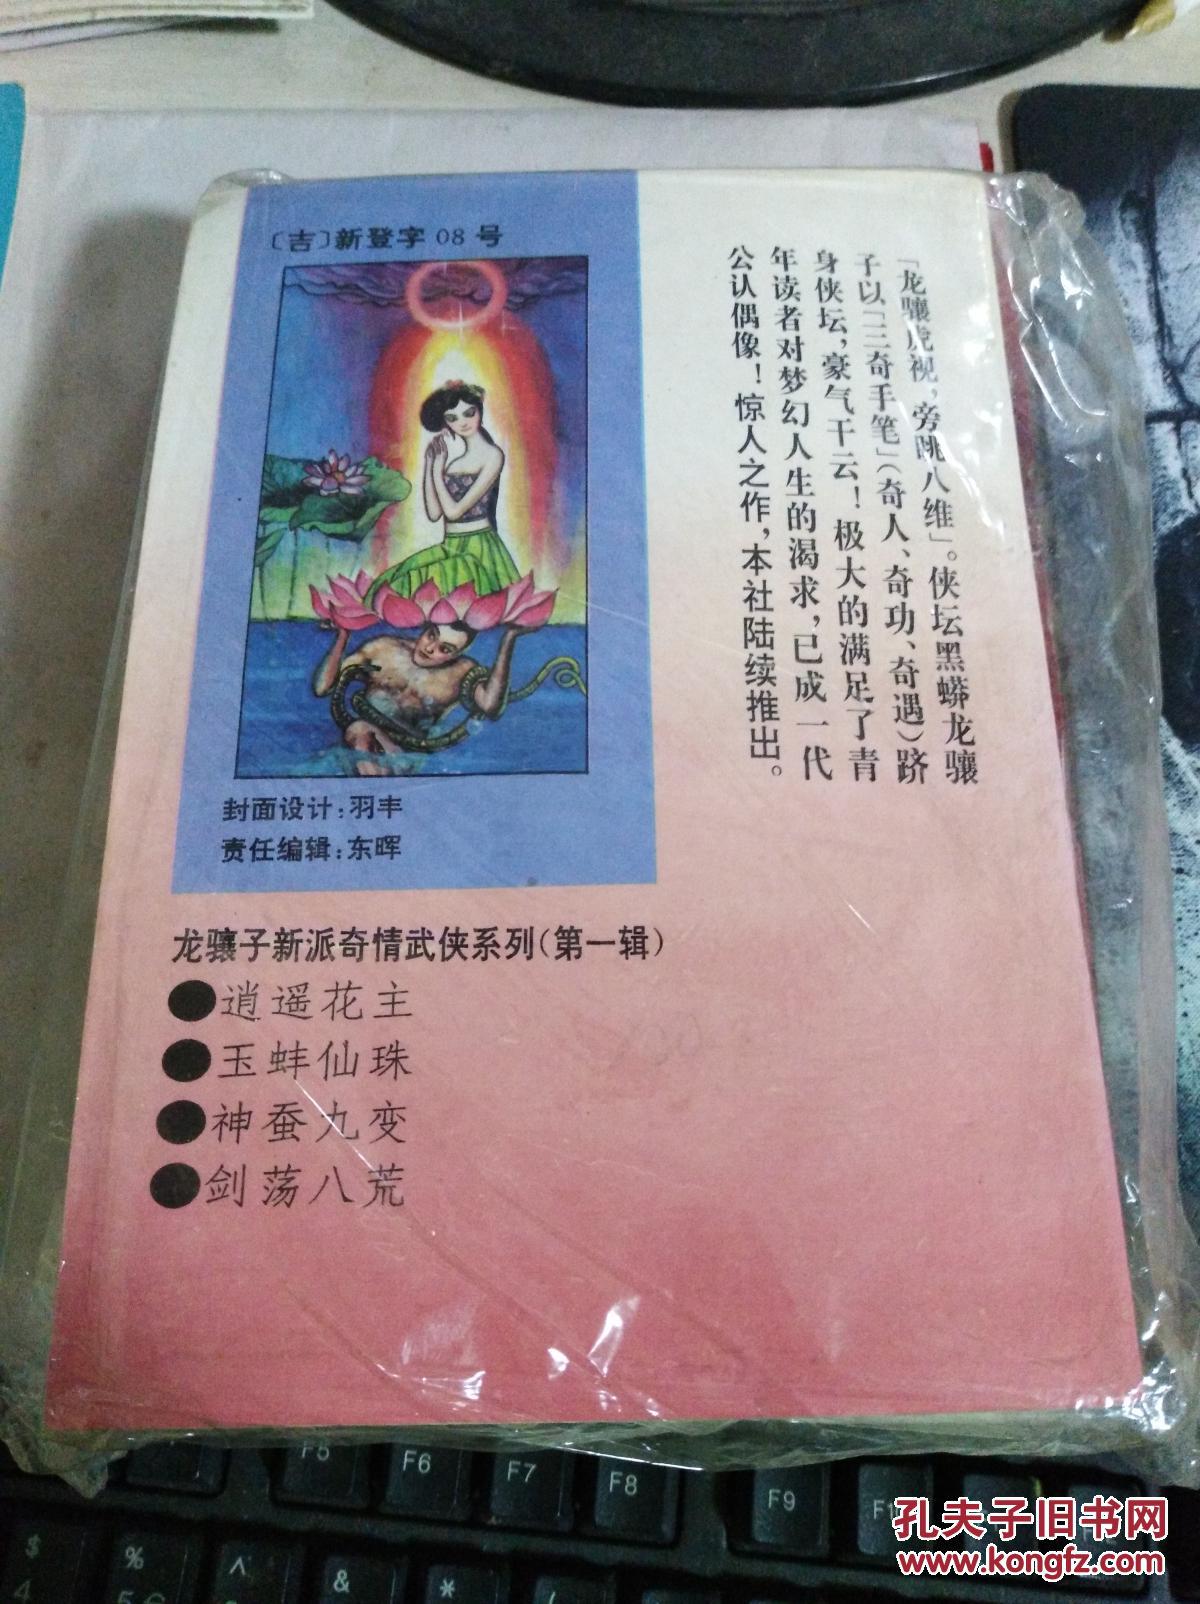 〔吉〕新登字 08 号
封面设计：羽丰
责任编辑：东晖
「龙骧虎视，旁眺八维」。侠坛黑蟒龙骧
子以「三奇手笔」（奇人、奇功、奇遇）跻
身侠坛，豪气干云！极大的满足了青
年读者对梦幻人生的渴求，已成一代
公认偶像！惊人之作，本社陆续推出。
龙骧子新派奇情武侠系列（第一辑）
●逍遥花主
●玉蚌仙珠
●神蚕九变
●剑荡八荒
F5
F6
F7
F8
F9
$
4
%
&
*
(
孔夫子旧书网
www.kongfz.com